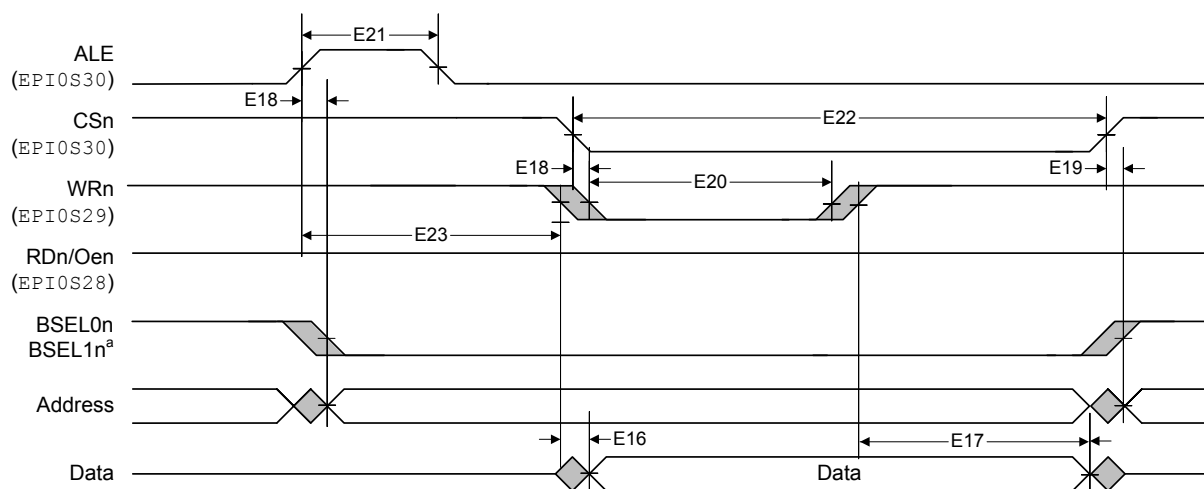 E21
ALE
(EPI0S30)
E18
CSn
E22
(EPI0S30)
E18
E19
WRn
E20
(EPI0S29)
E23
RDn/Oen
(EPI0S28)
BSEL0n
BSEL1nᵃ
Address
E16
E17
Data
Data